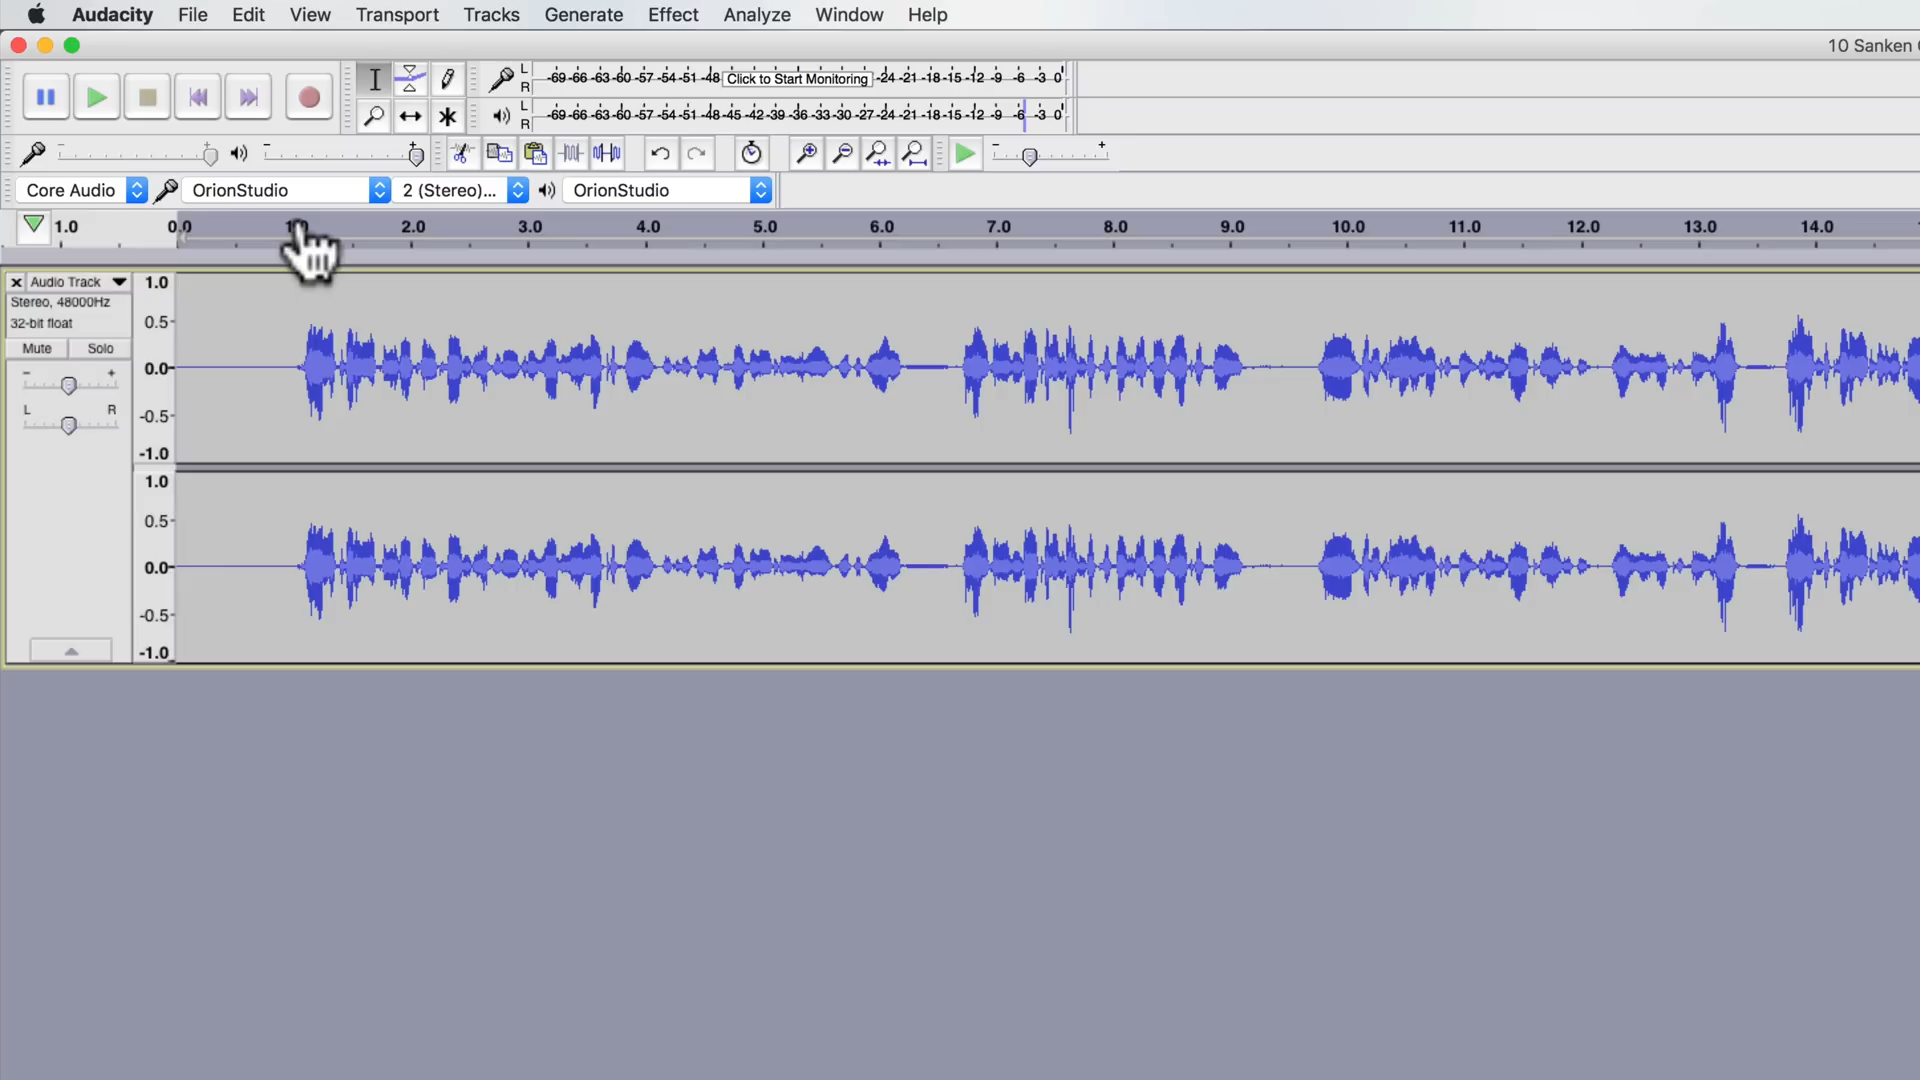 Audacity File Edit View Transport Tracks Generate Effect Analyze Window Help
10 Sanken
L
R
-69 -66 -63 -60 -57 -54 -51 -48 Click to Start Monitoring -24 -21 -18 -15 -12 -9 -6 -3 0
L
R
-69 -66 -63 -60 -57 -54 -51 -48 -45 -42 -39 -36 -33 -30 -27 -24 -21 -18 -15 -12 -9 -6 -3 0
Core Audio OrionStudio 2 (Stereo)... OrionStudio
1.0 0.0 2.0 3.0 4.0 5.0 6.0 7.0 8.0 9.0 10.0 11.0 12.0 13.0 14.0
x Audio Track 1.0
Stereo, 48000Hz
32-bit float 0.5
Mute Solo
0.0
- +
L R
-0.5
-1.0
1.0
0.5
0.0
-0.5
-1.0